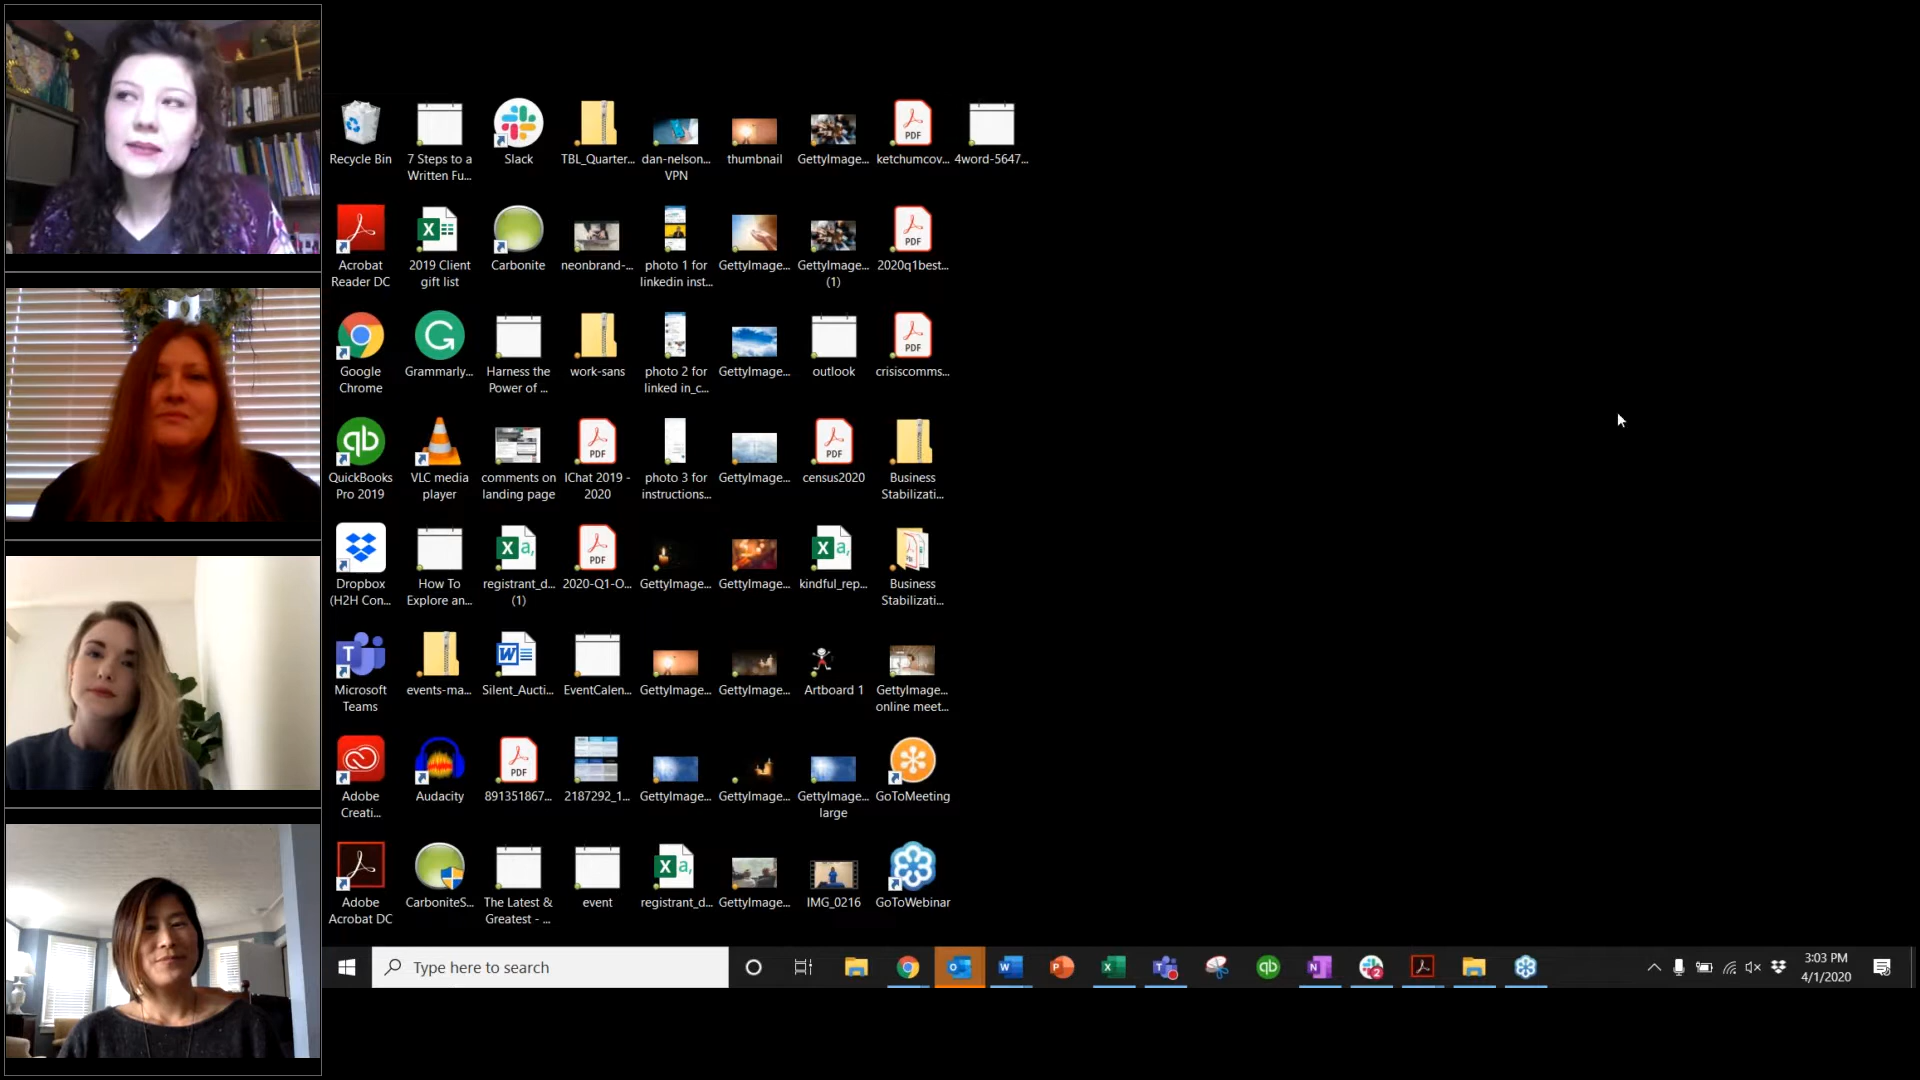 Recycle Bin
7 Steps to a
Written Fu...
Slack
TBL_Quarter...
dan-nelson...
VPN
thumbnail
GettyImage...
PDF
ketchumcov...
4word-5647...
Acrobat
Reader DC
2019 Client
gift list
Carbonite
neonbrand-...
photo 1 for
linkedin inst...
GettyImage...
GettyImage...
(1)
PDF
2020q1best...
Google
Chrome
Grammarly...
Harness the
Power of ...
work-sans
photo 2 for
linked in_c...
GettyImage...
outlook
PDF
crisiscomms...
QuickBooks
Pro 2019
VLC media
player
comments on
landing page
PDF
IChat 2019 -
2020
photo 3 for
instructions...
GettyImage...
PDF
census2020
Business
Stabilizati...
Dropbox
(H2H Con...
How To
Explore an...
registrant_d...
(1)
PDF
2020-Q1-O...
GettyImage...
GettyImage...
kindful_rep...
Business
Stabilizati...
Microsoft
Teams
events-ma...
Silent_Aucti...
EventCalen...
GettyImage...
GettyImage...
Artboard 1
GettyImage...
online meet...
Adobe
Creati...
Audacity
PDF
891351867...
2187292_1...
GettyImage...
GettyImage...
GettyImage...
large
GoToMeeting
Adobe
Acrobat DC
CarboniteS...
The Latest &
Greatest - ...
event
registrant_d...
GettyImage...
IMG_0216
GoToWebinar
Type here to search
3:03 PM
4/1/2020